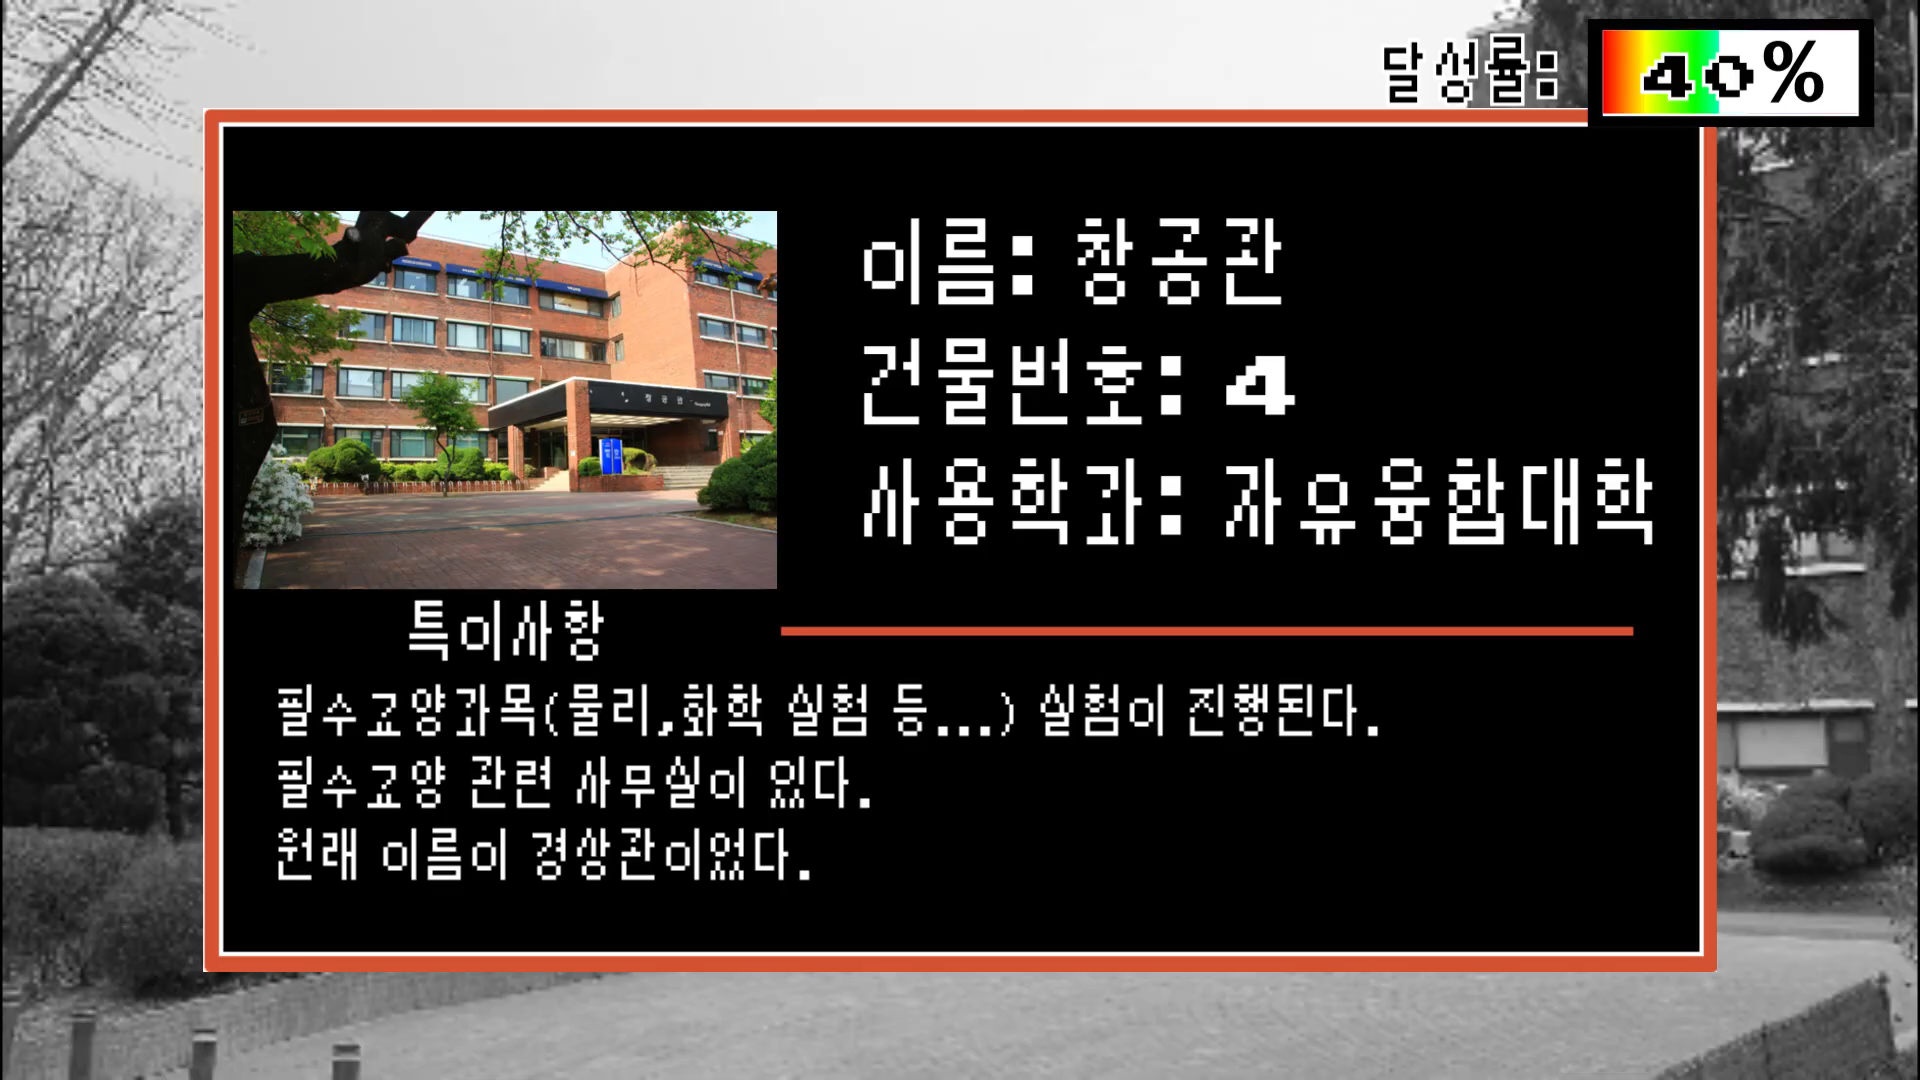 달성률: 40%
이름: 창공관
건물번호: 4
사용학과: 자유융합대학
특이사항
필수교양과목(물리,화학 실험 등...) 실험이 진행된다.
필수교양 관련 사무실이 있다.
원래 이름이 경상관이었다.
창공관